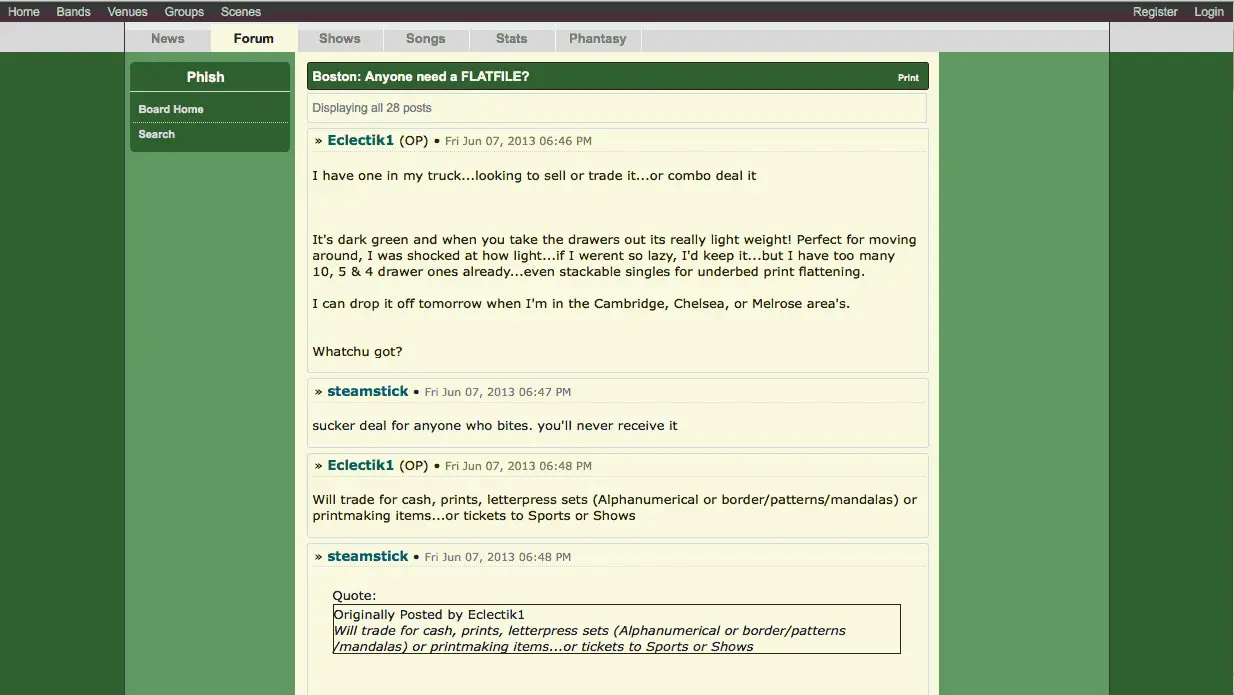 Home Bands Venues Groups Scenes Register Login
News Forum Shows Songs Stats Phantasy
Phish
Board Home
Search
Boston: Anyone need a FLATFILE? Print
Displaying all 28 posts
» Eclectik1 (OP) • Fri Jun 07, 2013 06:46 PM
I have one in my truck...looking to sell or trade it...or combo deal it
It's dark green and when you take the drawers out its really light weight! Perfect for moving
around, I was shocked at how light...if I werent so lazy, I'd keep it...but I have too many
10, 5 & 4 drawer ones already...even stackable singles for underbed print flattening.
I can drop it off tomorrow when I'm in the Cambridge, Chelsea, or Melrose area's.
Whatchu got?
» steamstick • Fri Jun 07, 2013 06:47 PM
sucker deal for anyone who bites. you'll never receive it
» Eclectik1 (OP) • Fri Jun 07, 2013 06:48 PM
Will trade for cash, prints, letterpress sets (Alphanumerical or border/patterns/mandalas) or
printmaking items...or tickets to Sports or Shows
» steamstick • Fri Jun 07, 2013 06:48 PM
Quote:
Originally Posted by Eclectik1
Will trade for cash, prints, letterpress sets (Alphanumerical or border/patterns
/mandalas) or printmaking items...or tickets to Sports or Shows